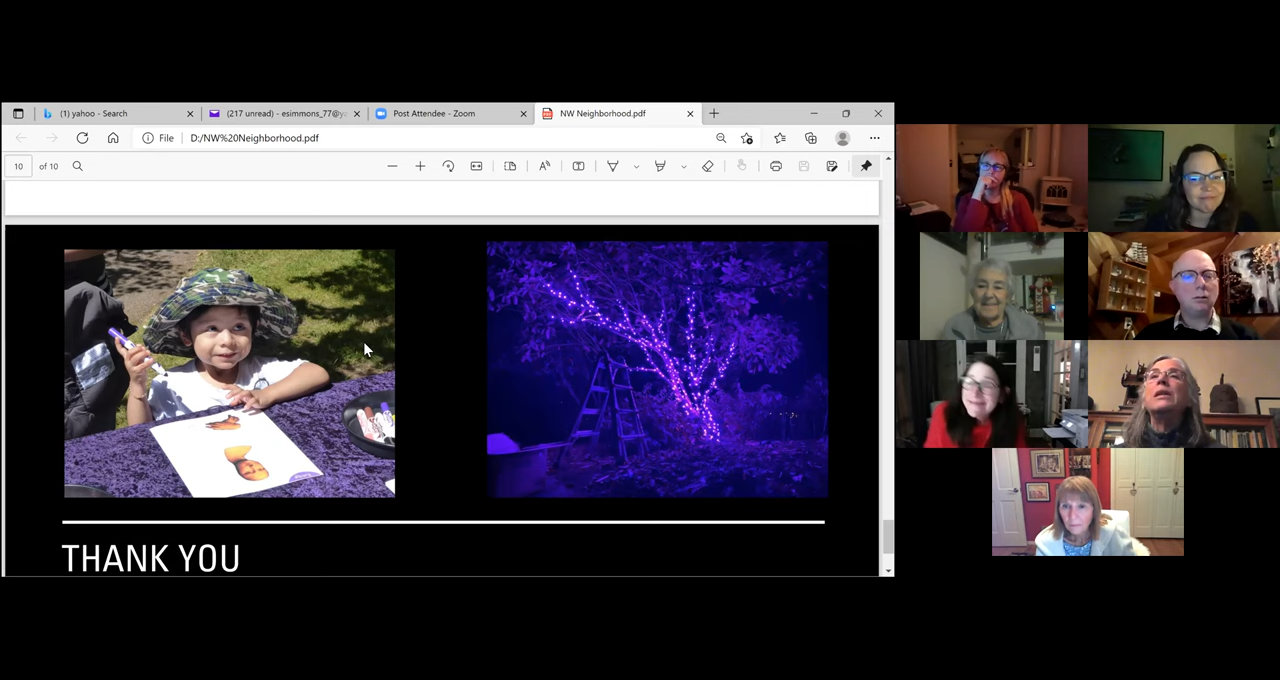 (1) yahoo - Search
(217 unread) - esimmons_77@ya
Post Attendee - Zoom
NW Neighborhood.pdf
File
D:/NW%20Neighborhood.pdf
10
of 10
THANK YOU